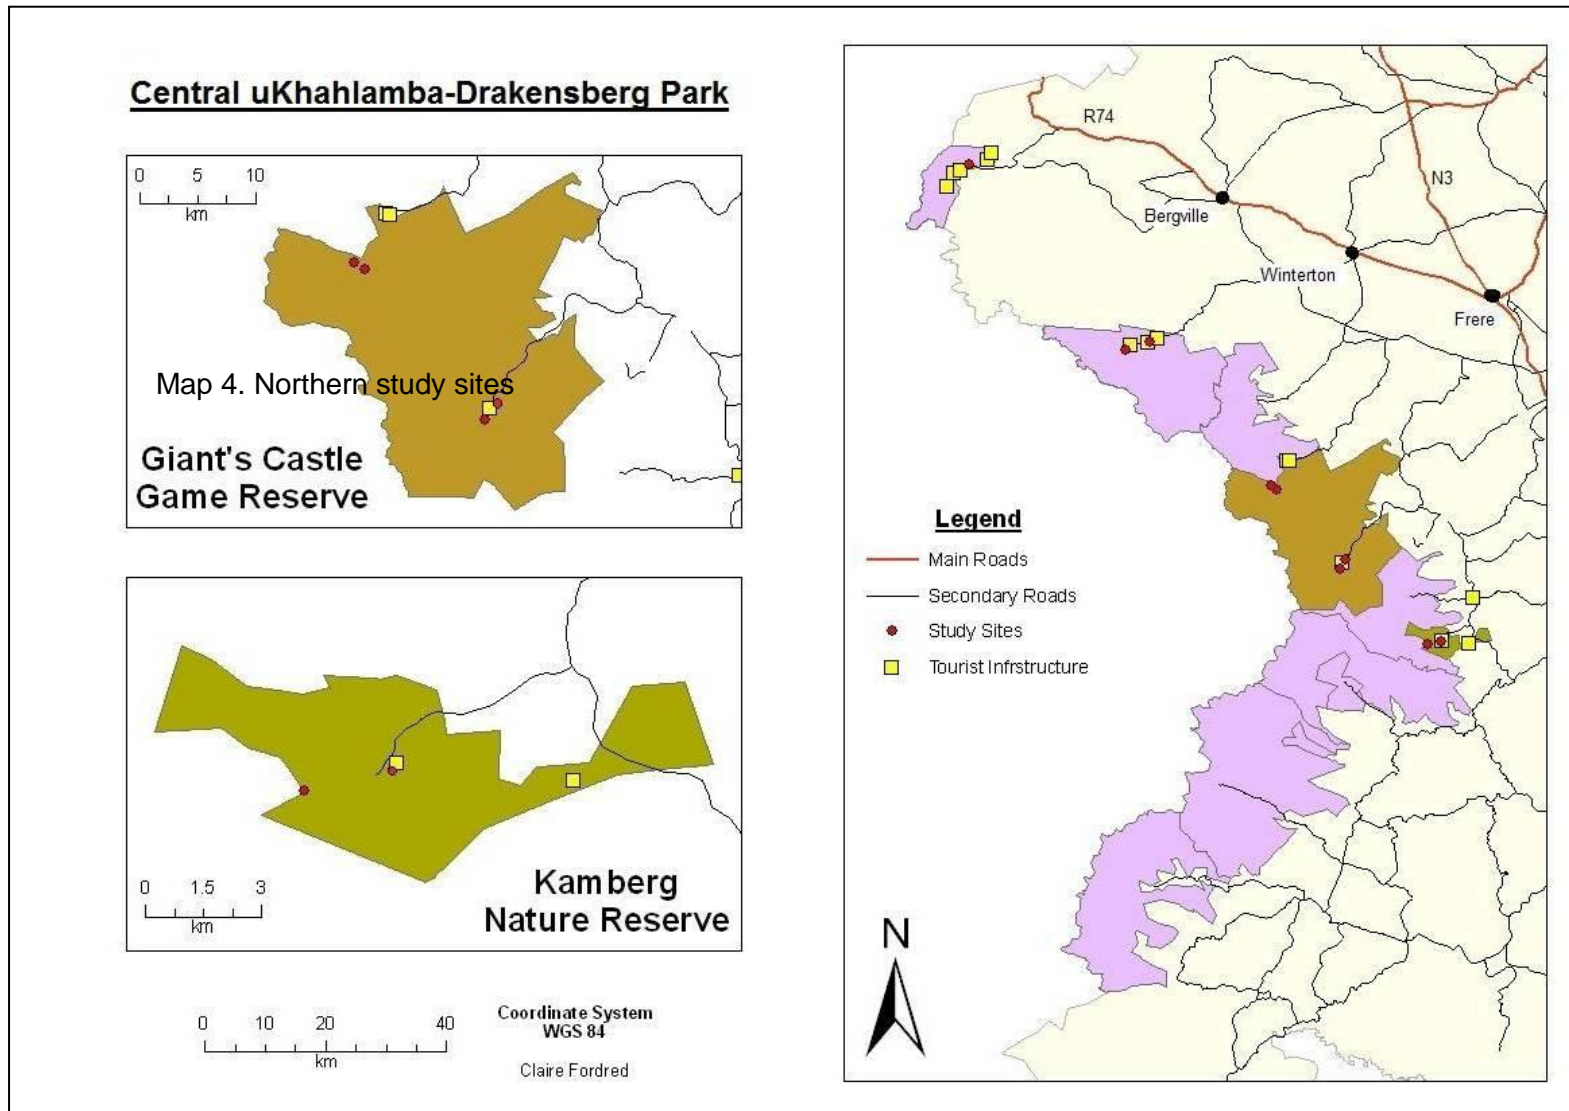 Central uKhahlamba-Drakensberg Park
0 5 10
km
Map 4. Northern study sites
Giant's Castle
Game Reserve
Kamberg
Nature Reserve
0 1.5 3
km
0 10 20 40
km
Coordinate System
WGS 84
Claire Fordred
R74
N3
Bergville
Winterton
Frere
Legend
Main Roads
Secondary Roads
Study Sites
Tourist Infrstructure
N